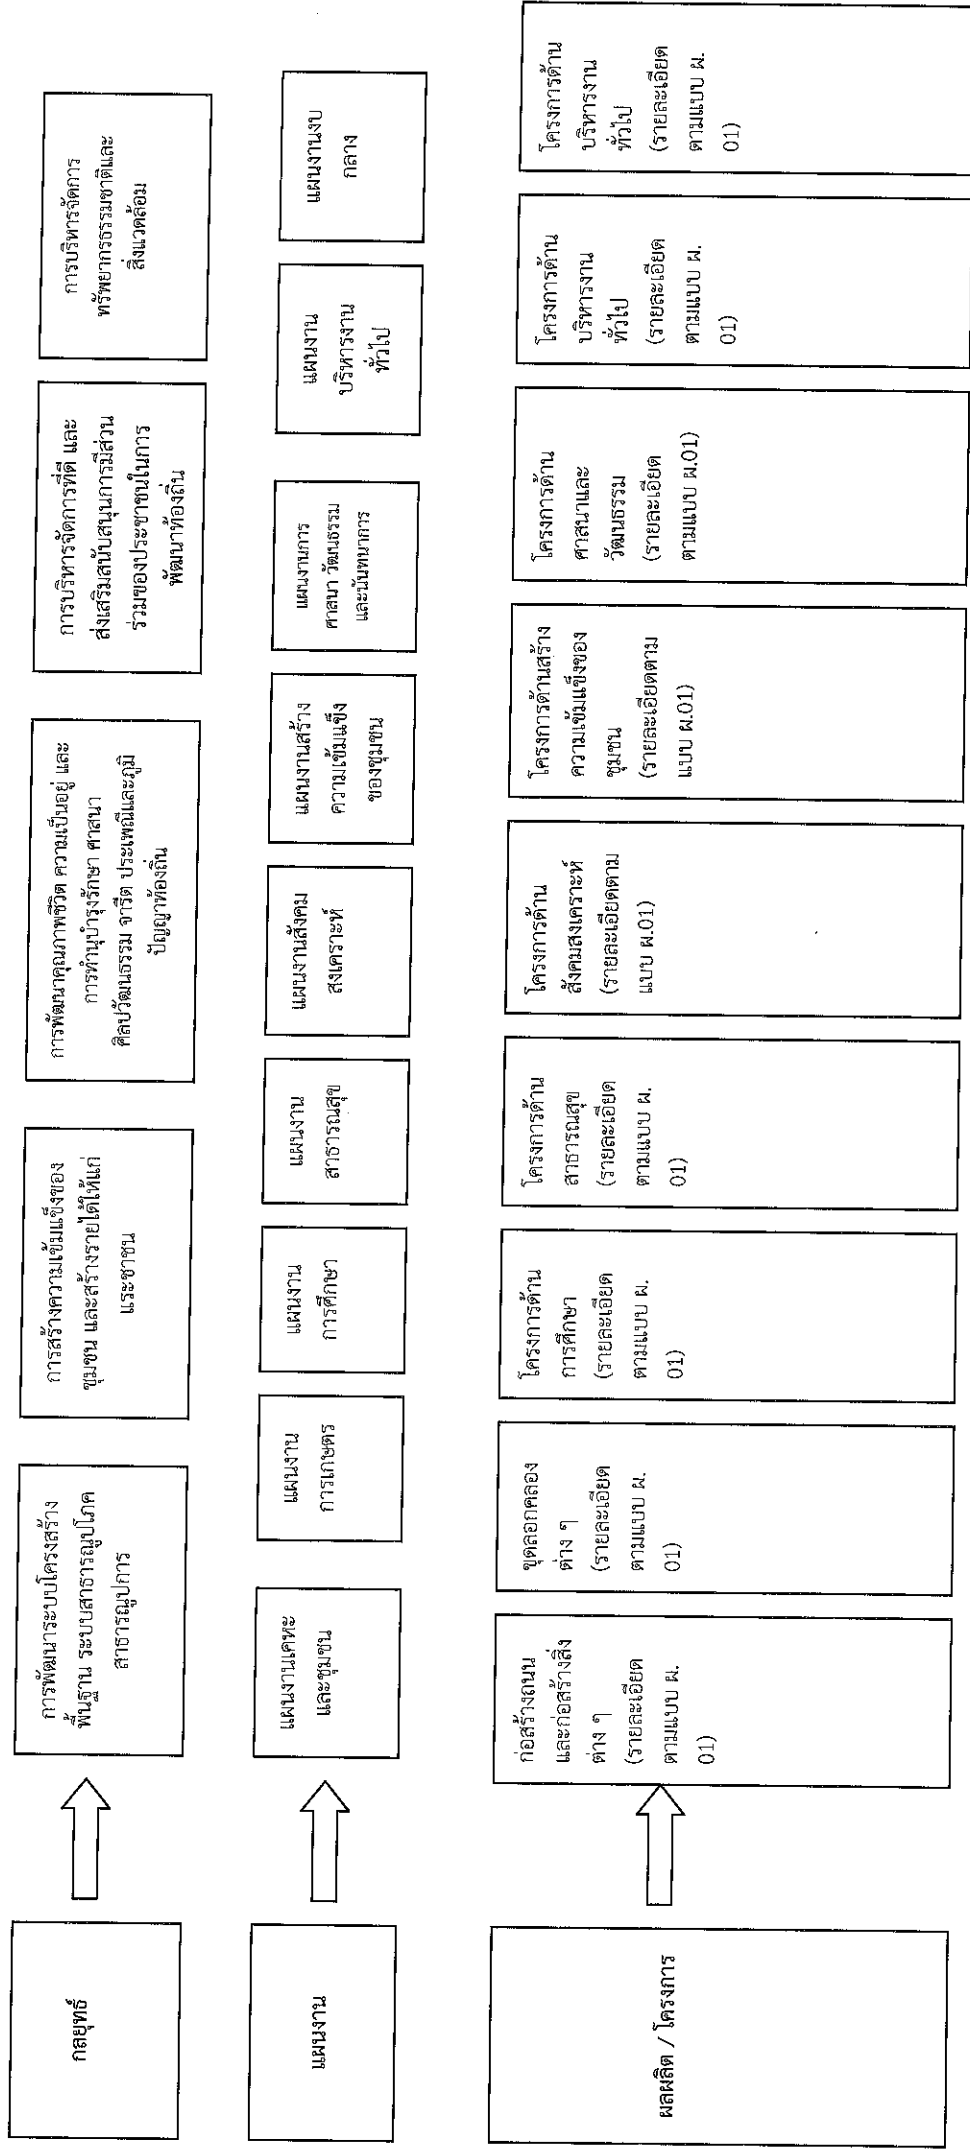 กลยุทธ์
การพัฒนาระบบโครงสร้าง
พื้นฐาน ระบบสาธารณูปโภค
สาธารณูปการ
การสร้างความเข้มแข็งของ
ชุมชน และสร้างรายได้ให้แก่
แระชาชน
การพัฒนาคุณภาพชีวิต ความเป็นอยู่ และ
การทำนุบำรุงรักษา ศาสนา
ศิลปวัฒนธรรม จารีต ประเพณีและภูมิ
ปัญญาท้องถิ่น
การบริหารจัดการที่ดี และ
ส่งเสริมสนับสนุนการมีส่วน
ร่วมของประชาชนในการ
พัฒนาท้องถิ่น
การบริหารจัดการ
ทรัพยากรธรรมชาติและ
สิ่งแวดล้อม
แผนงาน
แผนงานเคหะ
และชุมชน
แผนงาน
การเกษตร
แผนงาน
การศึกษา
แผนงาน
สาธารณสุข
แผนงานสังคม
สงเคราะห์
แผนงานสร้าง
ความเข้มแข็ง
ของชุมชน
แผนงานการ
ศาสนา วัฒนธรรม
และนันทนาการ
แผนงาน
บริหารงาน
ทั่วไป
แผนงานงบ
กลาง
ผลผลิต / โครงการ
ก่อสร้างถนน
และก่อสร้างสิ่ง
ต่าง ๆ
(รายละเอียด
ตามแบบ ผ.
01)
ขุดลอกคลอง
ต่าง ๆ
(รายละเอียด
ตามแบบ ผ.
01)
โครงการด้าน
การศึกษา
(รายละเอียด
ตามแบบ ผ.
01)
โครงการด้าน
สาธารณสุข
(รายละเอียด
ตามแบบ ผ.
01)
โครงการด้าน
สังคมสงเคราะห์
(รายละเอียดตาม
แบบ ผ.01)
โครงการด้านสร้าง
ความเข้มแข็งของ
ชุมชน
(รายละเอียดตาม
แบบ ผ.01)
โครงการด้าน
ศาสนาและ
วัฒนธรรม
(รายละเอียด
ตามแบบ ผ.01)
โครงการด้าน
บริหารงาน
ทั่วไป
(รายละเอียด
ตามแบบ ผ.
01)
โครงการด้าน
บริหารงาน
ทั่วไป
(รายละเอียด
ตามแบบ ผ.
01)